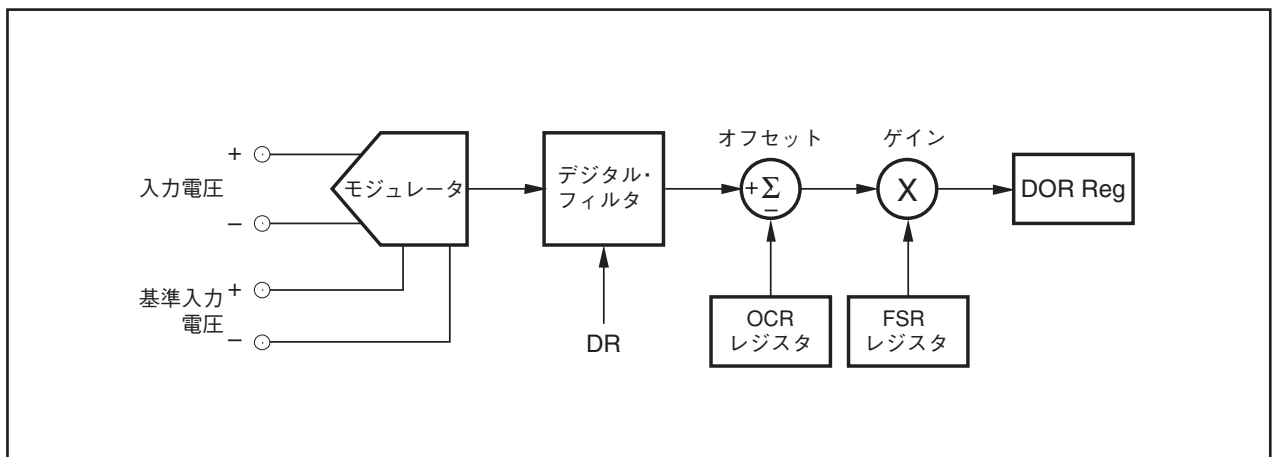 +
入力電圧
−
基準入力
電圧
+
−
モジュレータ
デジタル・
フィルタ
DR
オフセット
+Σ
−
OCR
レジスタ
ゲイン
X
FSR
レジスタ
DOR Reg